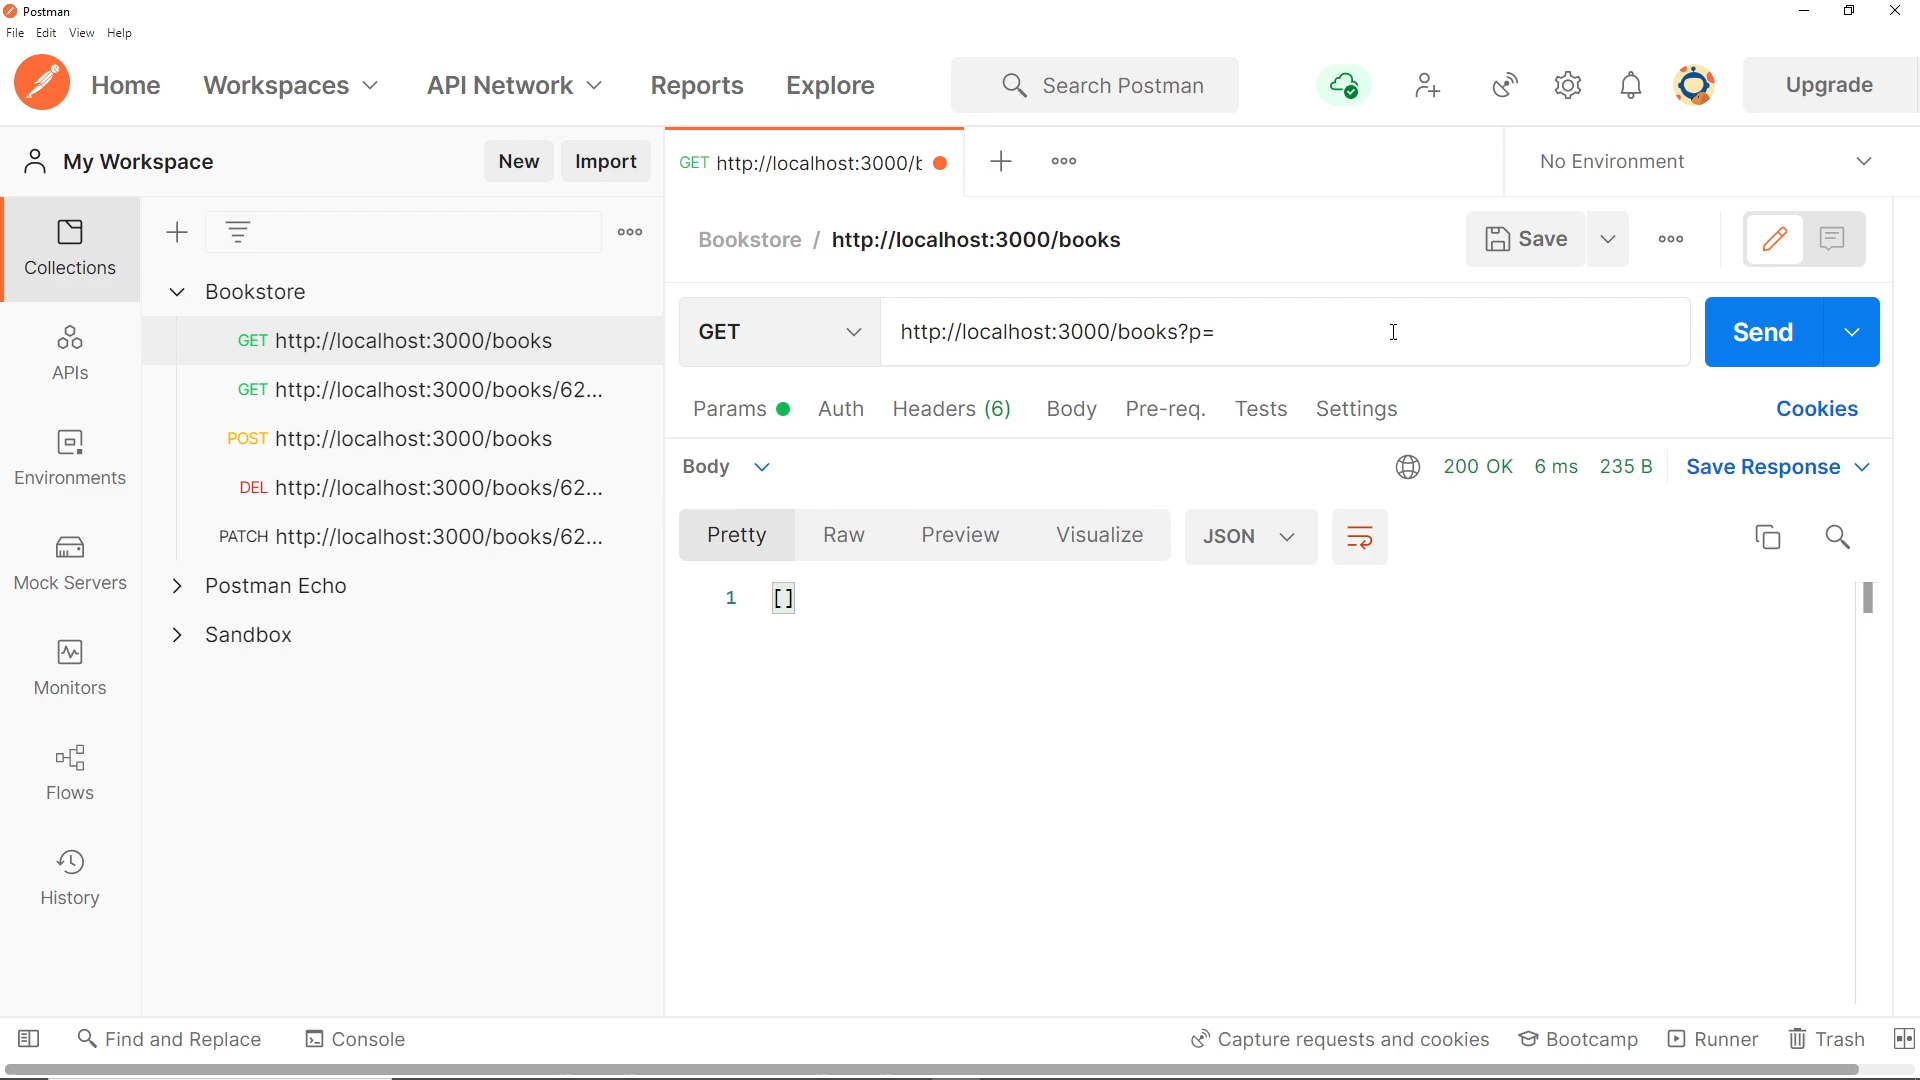 Postman
File Edit View Help
Home Workspaces API Network Reports Explore Search Postman Upgrade
My Workspace New Import
GET http://localhost:3000/b
No Environment
Collections
APIs
Environments
Mock Servers
Monitors
Flows
History
Bookstore
GET http://localhost:3000/books
GET http://localhost:3000/books/62...
POST http://localhost:3000/books
DEL http://localhost:3000/books/62...
PATCH http://localhost:3000/books/62...
Postman Echo
Sandbox
Bookstore / http://localhost:3000/books
Save
GET http://localhost:3000/books?p=
Send
Params Auth Headers (6) Body Pre-req. Tests Settings Cookies
Body 200 OK 6 ms 235 B Save Response
Pretty Raw Preview Visualize JSON
1 []
Find and Replace Console Capture requests and cookies Bootcamp Runner Trash